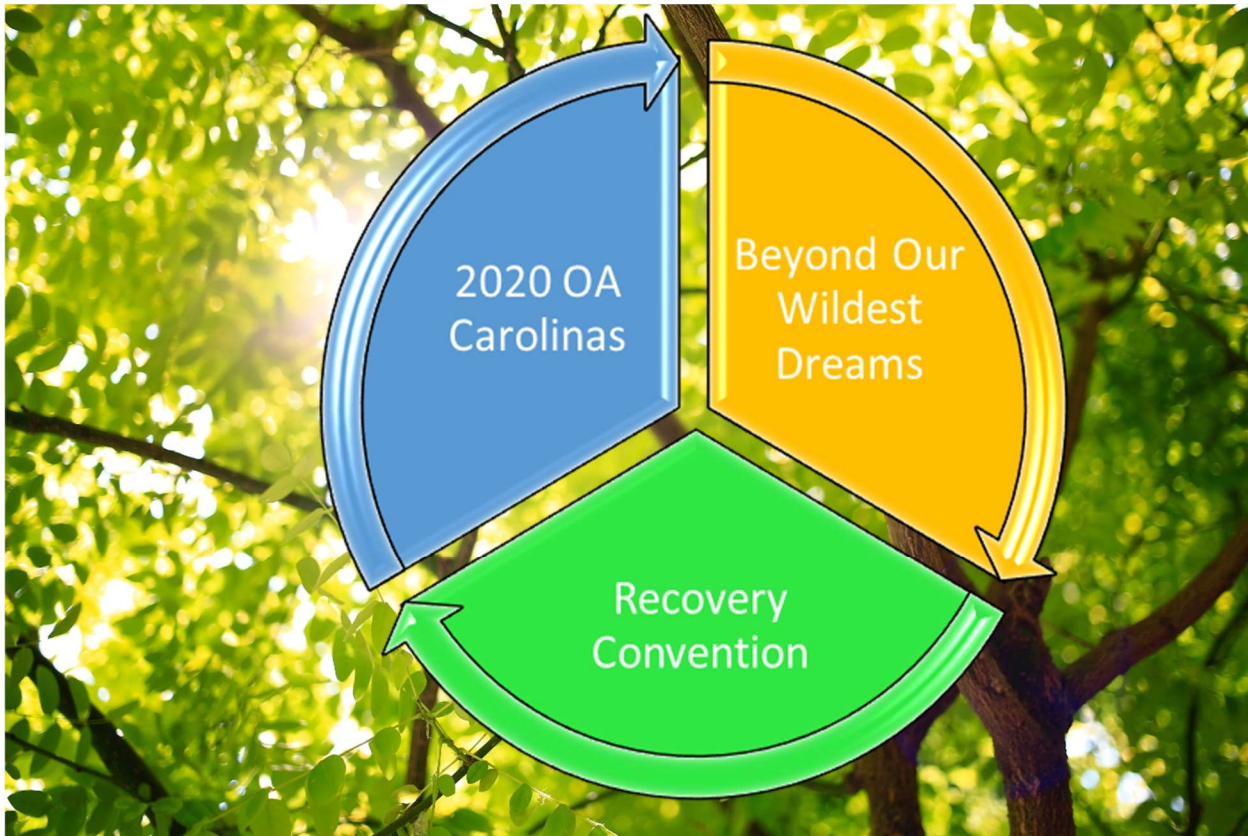 2020 OA
Carolinas
Beyond Our
Wildest
Dreams
Recovery
Convention